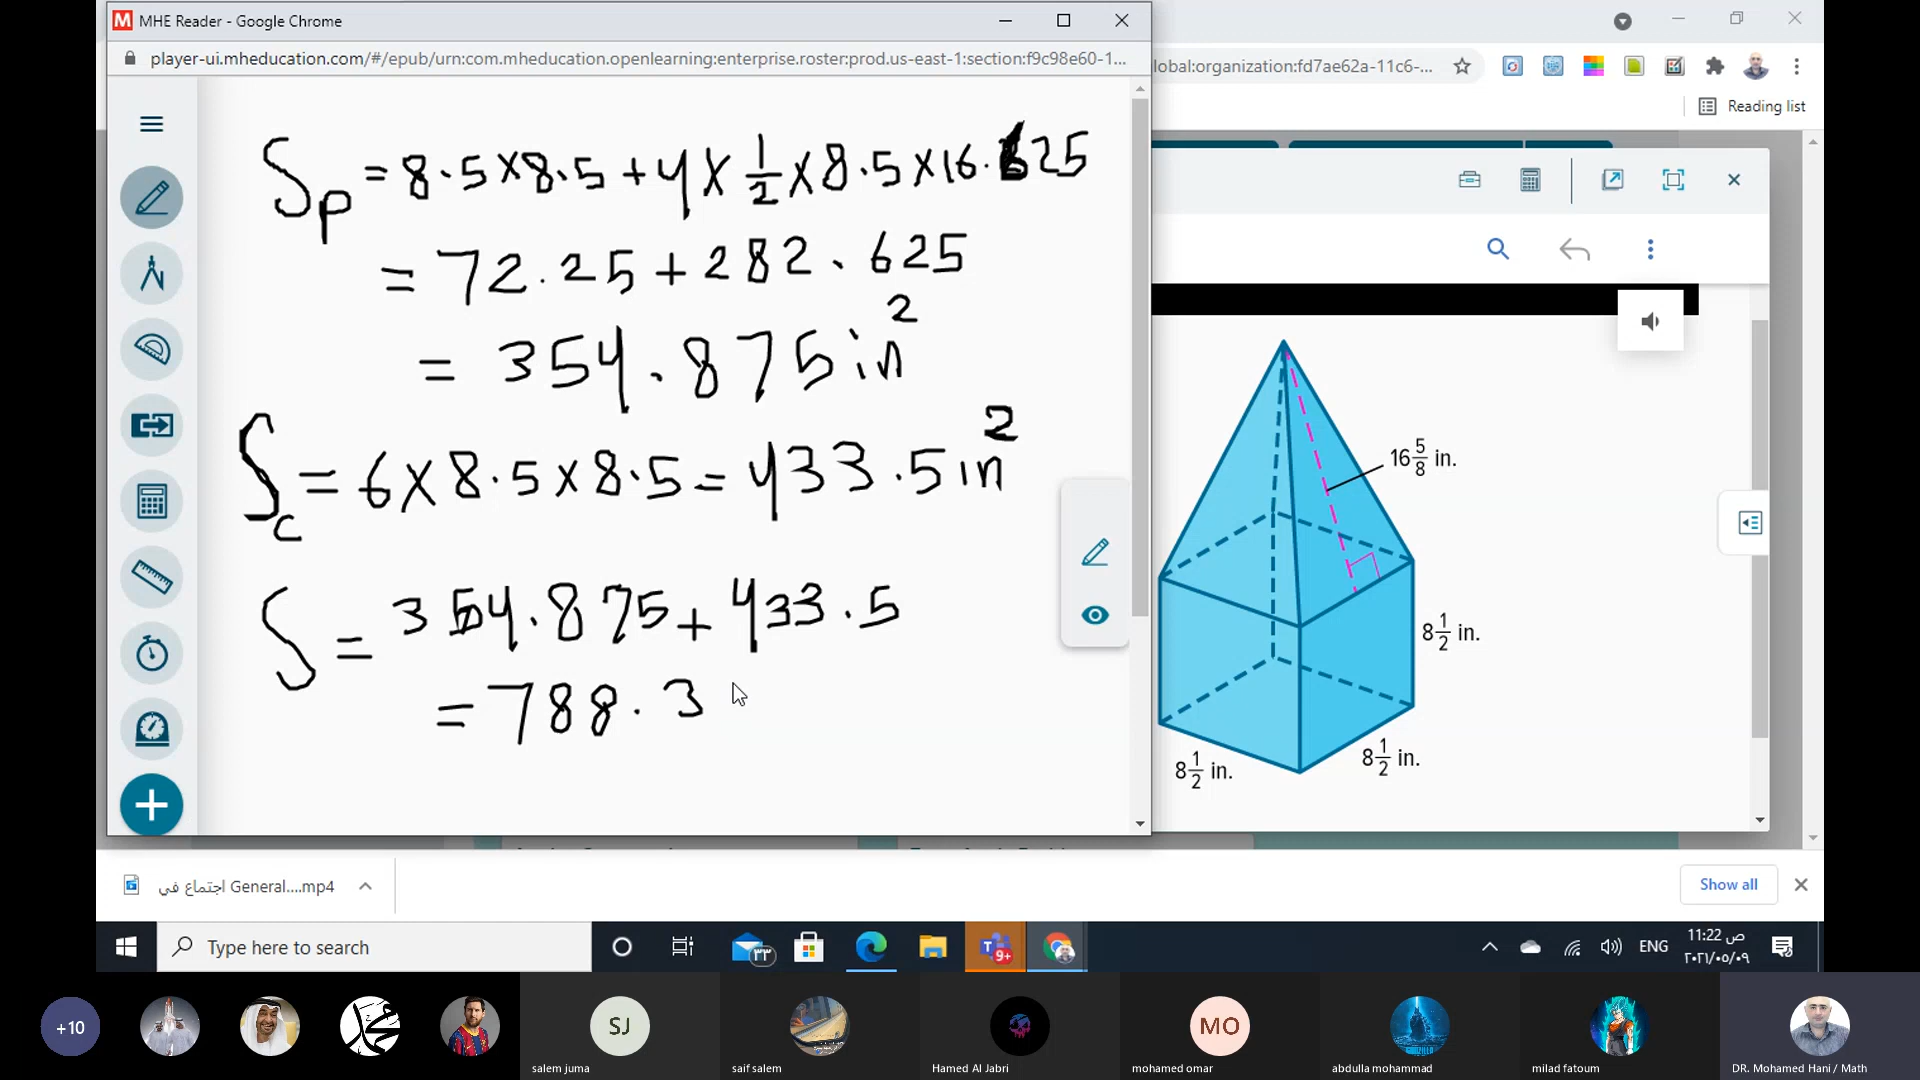 MHE Reader - Google Chrome
player-ui.mheducation.com/#/epub/urn:com.mheducation.openlearning:enterprise.roster:prod.us-east-1:section:f9c98e60-1...
lobal:organization:fd7ae62a-11c6-...
Reading list
Sp = 8.5×8.5+4×1/2×8.5×16.625
= 72.25+282.625
= 354.875 in²
Sc = 6×8.5×8.5=433.5 in²
S = 354.875+433.5
= 788.3
16 5/8 in.
8 1/2 in.
8 1/2 in.
8 1/2 in.
اجتماع في General....mp4
Show all
Type here to search
٣٣
9+
ENG
11:22 ص
٢٠٢١/٠٥/٠٩
+10
SJ
MO
salem juma
saif salem
Hamed Al Jabri
mohamed omar
abdulla mohammad
milad fatoum
DR. Mohamed Hani / Math